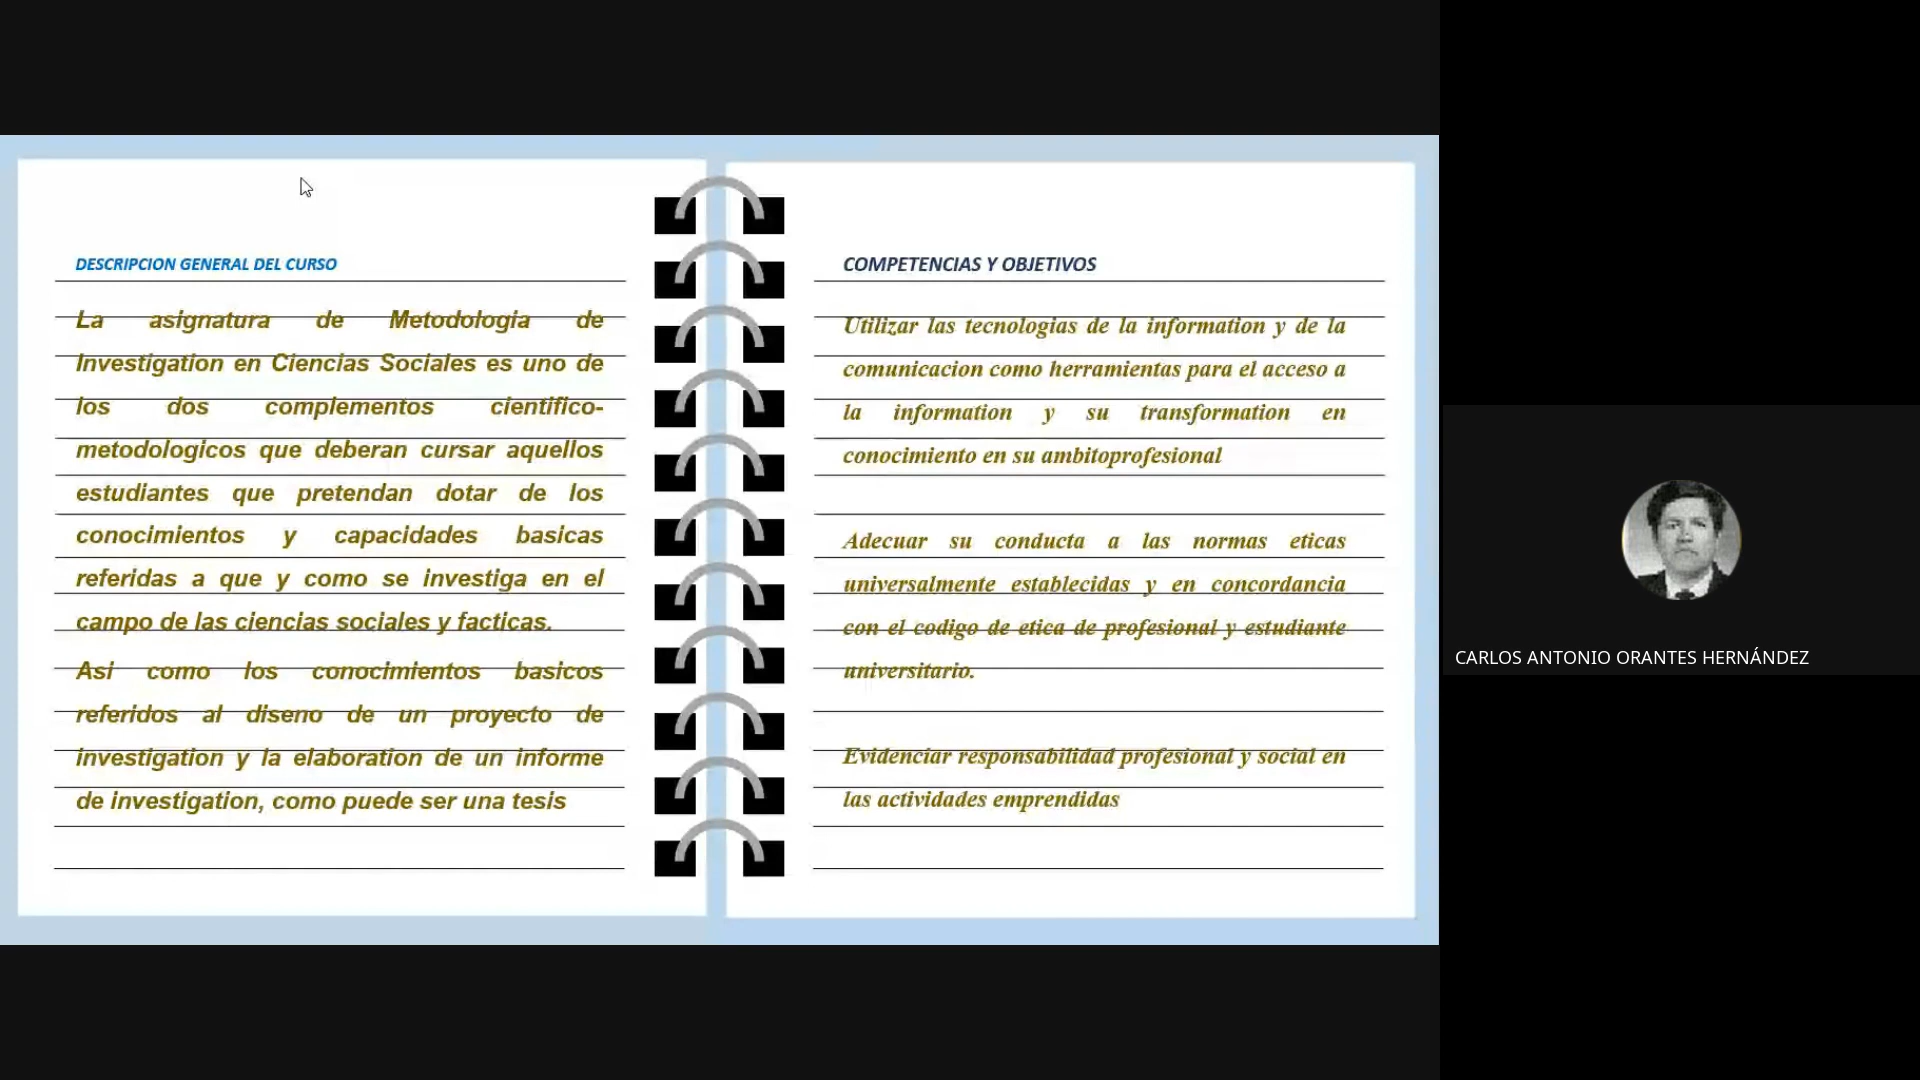 DESCRIPCION GENERAL DEL CURSO
La asignatura de Metodologia de
Investigation en Ciencias Sociales es uno de
los dos complementos cientifico-
metodologicos que deberan cursar aquellos
estudiantes que pretendan dotar de los
conocimientos y capacidades basicas
referidas a que y como se investiga en el
campo de las ciencias sociales y facticas.
Asi como los conocimientos basicos
referidos al diseno de un proyecto de
investigation y la elaboration de un informe
de investigation, como puede ser una tesis
COMPETENCIAS Y OBJETIVOS
Utilizar las tecnologias de la information y de la
comunicacion como herramientas para el acceso a
la information y su transformation en
conocimiento en su ambitoprofesional
Adecuar su conducta a las normas eticas
universalmente establecidas y en concordancia
con el codigo de etica de profesional y estudiante
universitario.
Evidenciar responsabilidad profesional y social en
las actividades emprendidas
CARLOS ANTONIO ORANTES HERNÁNDEZ